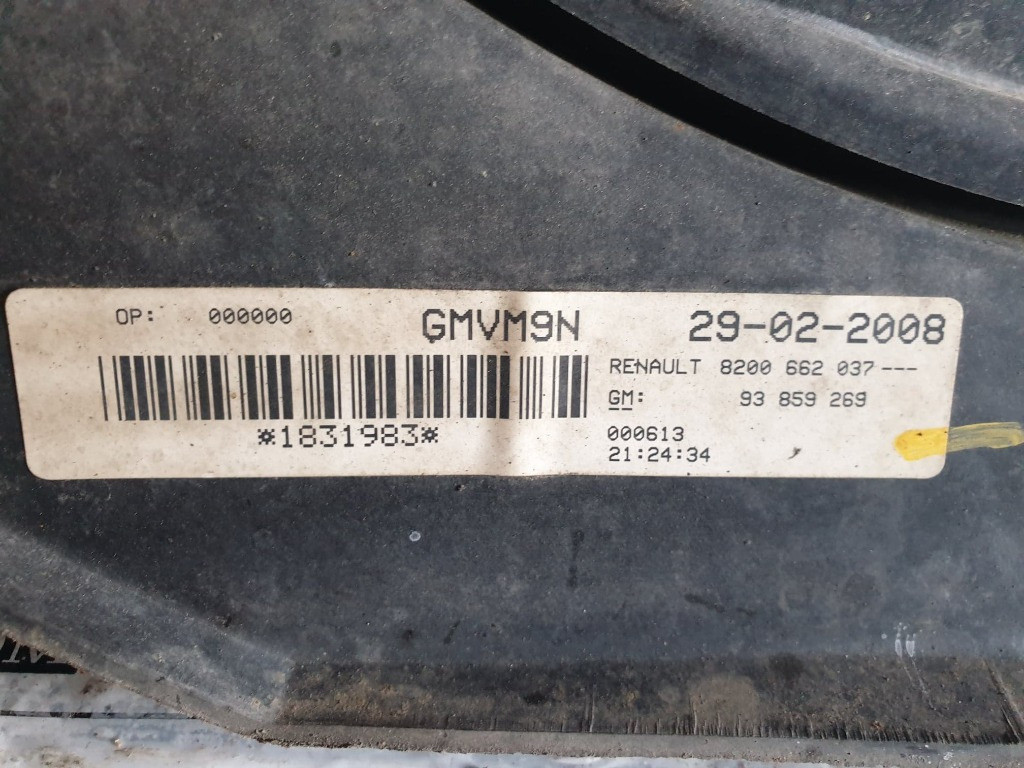 OP: 000000 GMVM9N 29-02-2008
RENAULT 8200 662 037---
GM: 93 859 269
*1831983*
000613
21:24:34